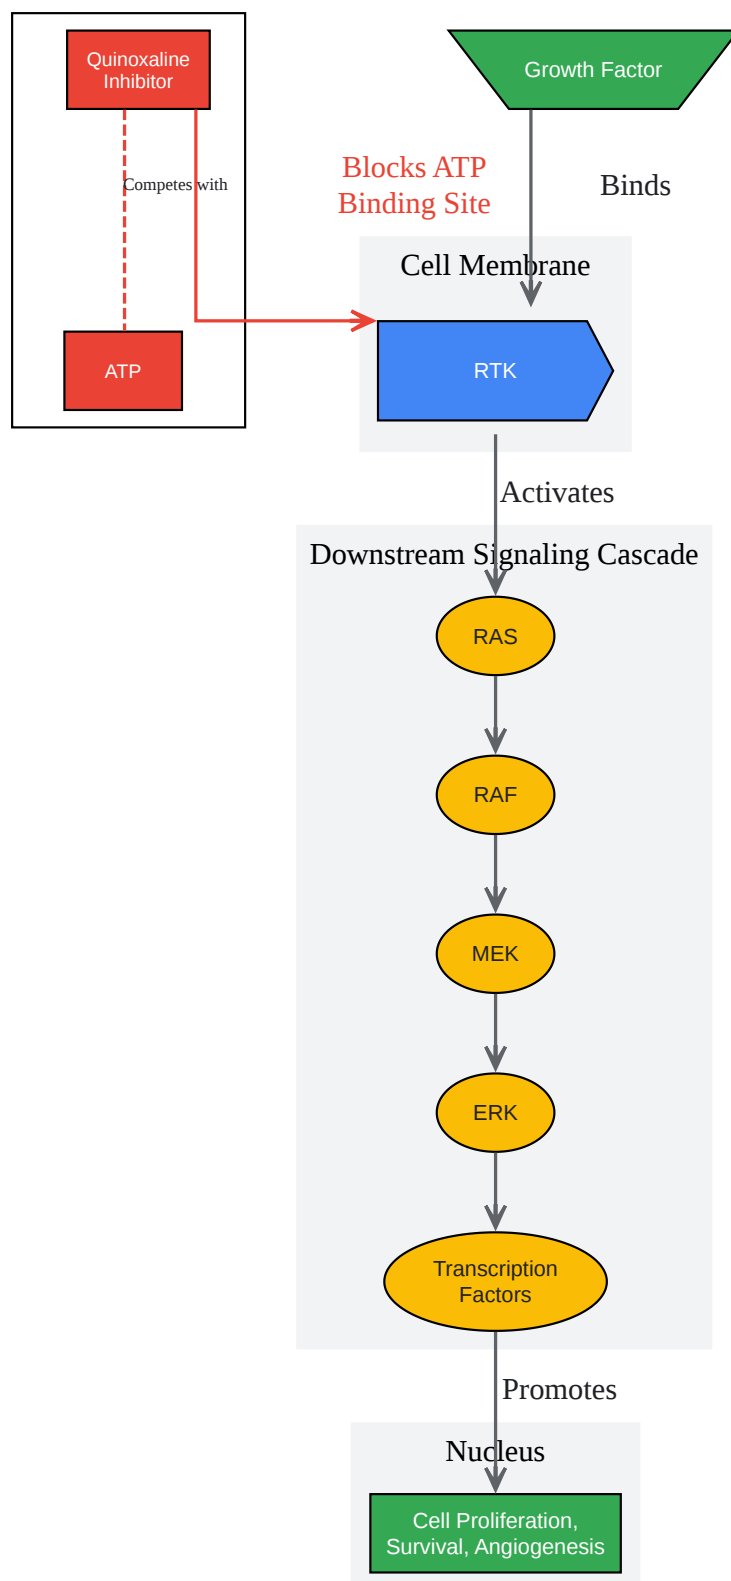 Quinoxaline
Inhibitor
Growth Factor
Competes with
Blocks ATP
Binding Site
Binds
Cell Membrane
ATP
RTK
Activates
Downstream Signaling Cascade
RAS
RAF
MEK
ERK
Transcription
Factors
Promotes
Nucleus
Cell Proliferation,
Survival, Angiogenesis